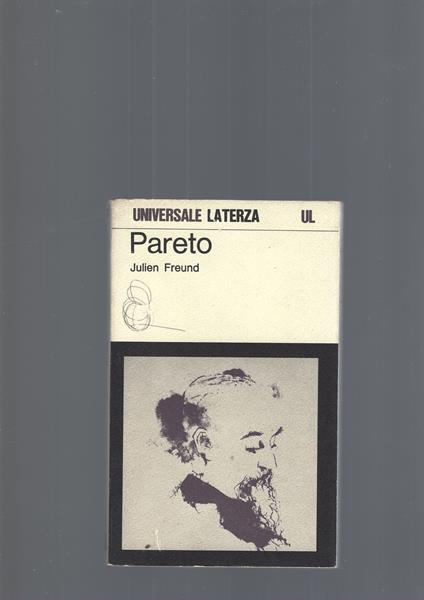 UNIVERSALE LATERZA UL
Pareto
Julien Freund